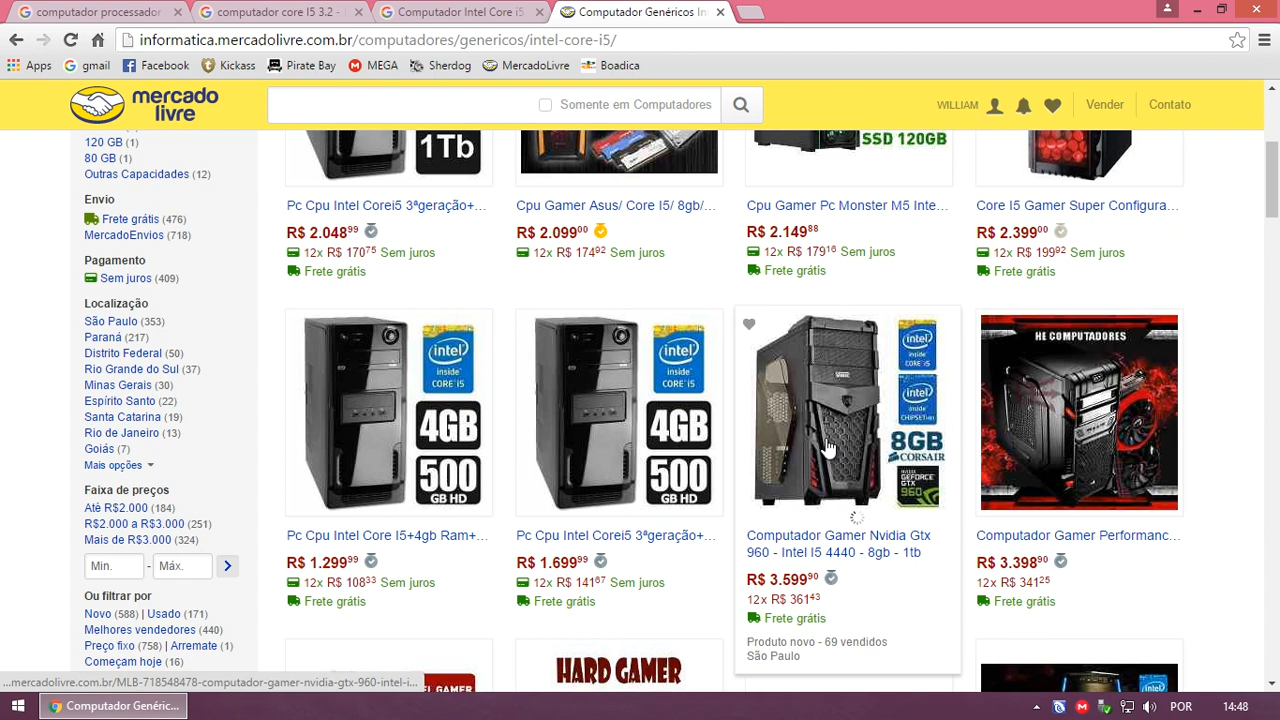 computor processador
computador core I5 3.2 -
Computador Intel Core i5
Computador Genéricos In
informatica.mercadolivre.com.br/computadores/genericos/intel-core-i5/
Apps
gmail
Facebook
Kickass
Pirate Bay
MEGA
Sherdog
MercadoLivre
Boadica
mercado
livre
Somente em Computadores
WILLIAM
Vender
Contato
120 GB (1)
80 GB (1)
Outras Capacidades (12)
Envio
Frete grátis (476)
MercadoEnvios (718)
Pagamento
Sem juros (409)
Localização
São Paulo (353)
Paraná (217)
Distrito Federal (50)
Rio Grande do Sul (37)
Minas Gerais (30)
Espírito Santo (22)
Santa Catarina (19)
Rio de Janeiro (13)
Goiás (7)
Mais opções
Faixa de preços
Até R$2.000 (184)
R$2.000 a R$3.000 (251)
Mais de R$3.000 (324)
Min. - Máx.
Ou filtrar por
Novo (588) | Usado (171)
Melhores vendedores (440)
Preço fixo (758) | Arremate (1)
Começam hoje (16)
1Tb
SSD 120GB
Pc Cpu Intel Corei5 3ªgeração+...
R$ 2.048 99
12x R$ 170 75 Sem juros
Frete grátis
Cpu Gamer Asus/ Core I5/ 8gb/...
R$ 2.099 00
12x R$ 174 92 Sem juros
Cpu Gamer Pc Monster M5 Inte...
R$ 2.149 88
12x R$ 179 16 Sem juros
Frete grátis
Core I5 Gamer Super Configura...
R$ 2.399 00
12x R$ 199 92 Sem juros
Frete grátis
intel
inside
CORE i5
4GB
500
GB HD
Pc Cpu Intel Core I5+4gb Ram+...
R$ 1.299 99
12x R$ 108 33 Sem juros
Frete grátis
intel
inside
CORE i5
4GB
500
GB HD
Pc Cpu Intel Corei5 3ªgeração+...
R$ 1.699 99
12x R$ 141 67 Sem juros
Frete grátis
intel
inside
CORE i5
intel
inside
8GB
CORSAIR
GEFORCE
GTX
960
Computador Gamer Nvidia Gtx
960 - Intel I5 4440 - 8gb - 1tb
R$ 3.599 90
12x R$ 361 43
Frete grátis
Produto novo - 69 vendidos
São Paulo
HE COMPUTADORES
Computador Gamer Performanc...
R$ 3.398 90
12x R$ 341 25
Frete grátis
HARD GAMER
intel
...mercadolivre.com.br/MLB-718548478-computador-gamer-nvidia-gtx-960-intel-i...
Computador Genéric...
POR
14:48